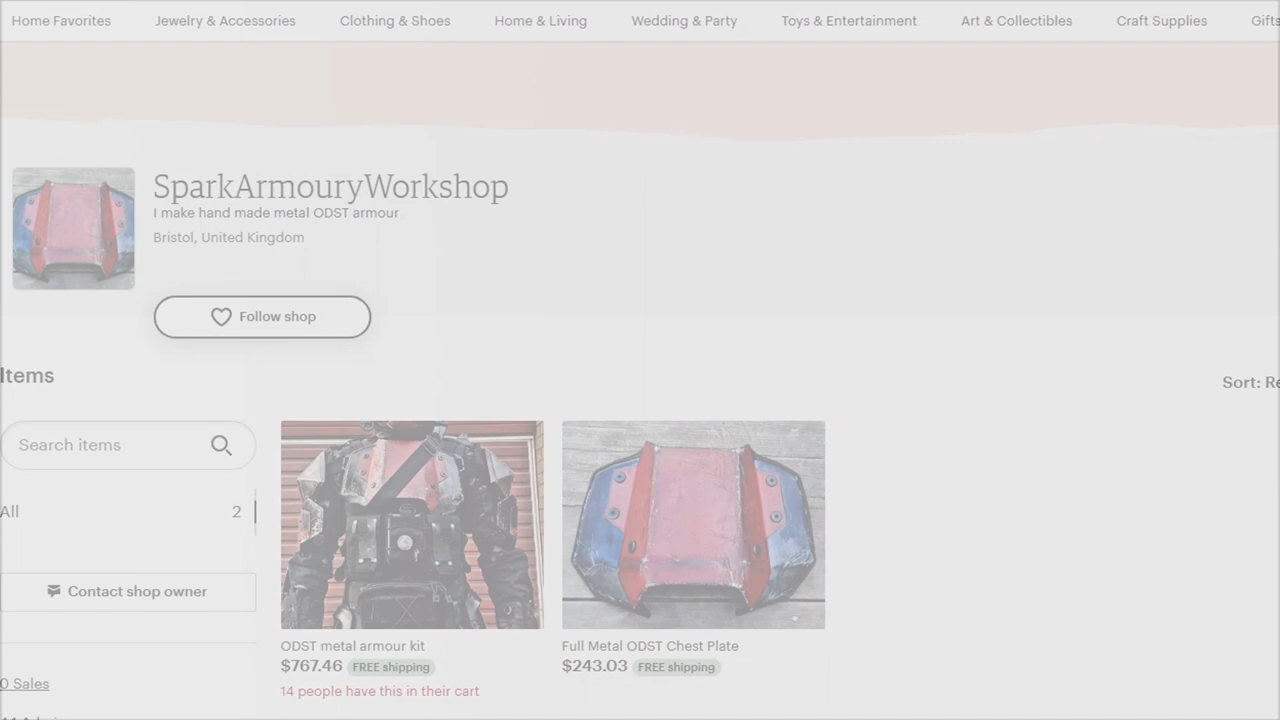 Home Favorites Jewelry & Accessories Clothing & Shoes Home & Living Wedding & Party Toys & Entertainment Art & Collectibles Craft Supplies Gifts
SparkArmouryWorkshop
I make hand made metal ODST armour
Bristol, United Kingdom
Follow shop
Items
Sort: Re
Search items
All 2
Contact shop owner
ODST metal armour kit
$767.46 FREE shipping
14 people have this in their cart
Full Metal ODST Chest Plate
$243.03 FREE shipping
0 Sales